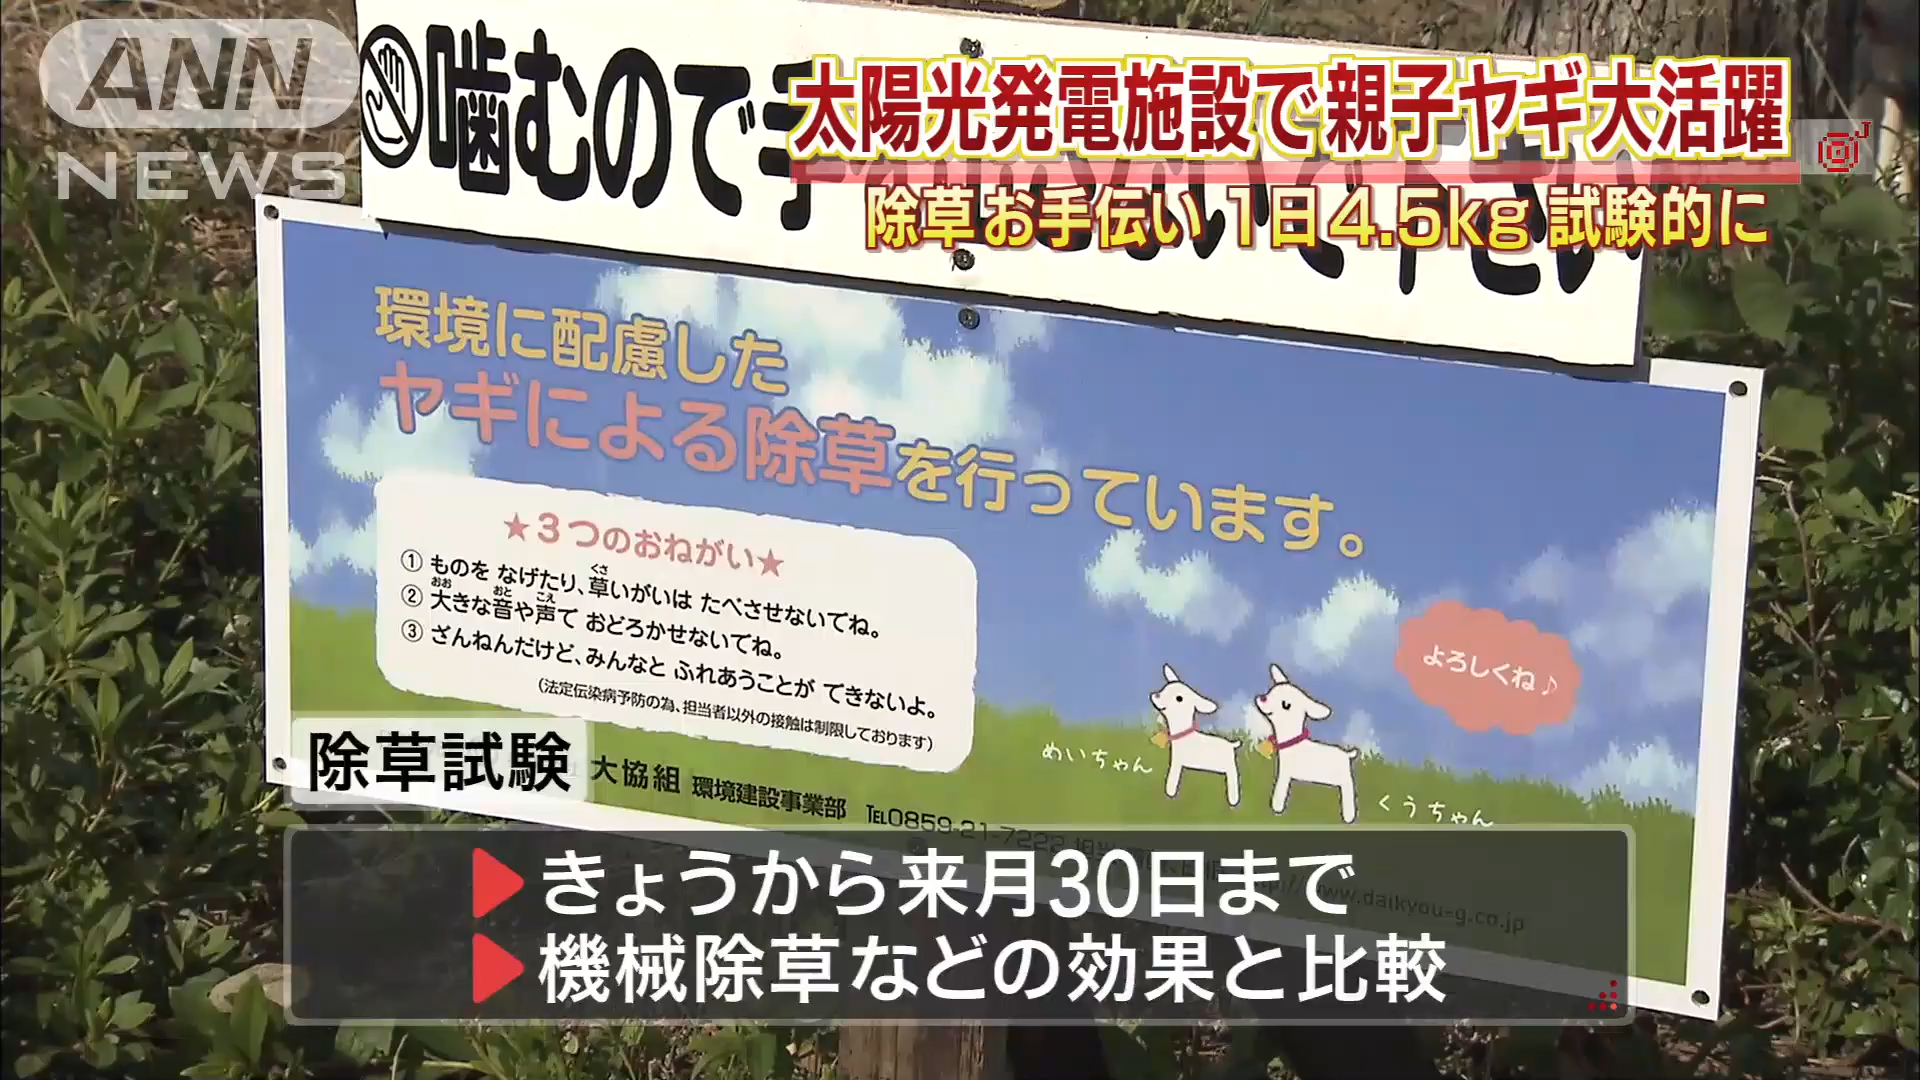 ANN
NEWS
太陽光発電施設で親子ヤギ大活躍
除草お手伝い 1日4.5kg 試験的に
噛むので手
環境に配慮した
ヤギによる除草を行っています。
★3つのおねがい★
① ものを なげたり、草いがいは たべさせないでね。
② 大きな音や声で おどろかせないでね。
③ ざんねんだけど、みんなと ふれあうことが できないよ。
(法定伝染病予防の為、担当者以外の接触は制限しております)
よろしくね♪
めいちゃん
くうちゃん
大協組 環境建設事業部 TEL0859-21-7222
www.daikyou-g.co.jp
除草試験
きょうから来月30日まで
機械除草などの効果と比較